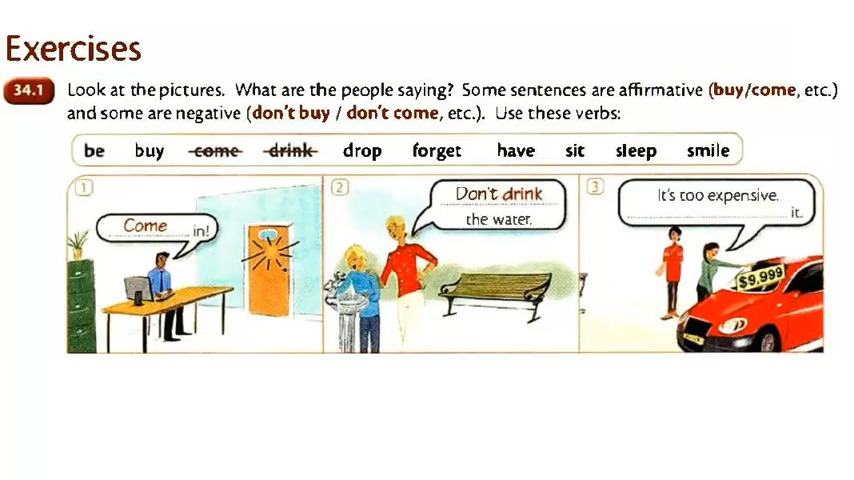 Exercises
34.1 Look at the pictures. What are the people saying? Some sentences are affirmative (buy/come, etc.)
and some are negative (don't buy / don't come, etc.). Use these verbs:
be buy come drink drop forget have sit sleep smile
1
Come in!
2
Don't drink
the water.
3
It's too expensive.
it.
$9,999